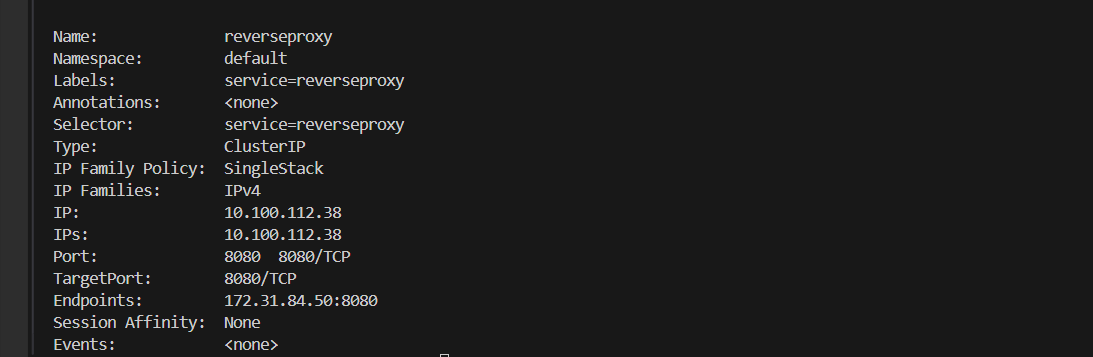 Name: reverseproxy
Namespace: default
Labels: service=reverseproxy
Annotations: <none>
Selector: service=reverseproxy
Type: ClusterIP
IP Family Policy: SingleStack
IP Families: IPv4
IP: 10.100.112.38
IPs: 10.100.112.38
Port: 8080 8080/TCP
TargetPort: 8080/TCP
Endpoints: 172.31.84.50:8080
Session Affinity: None
Events: <none>